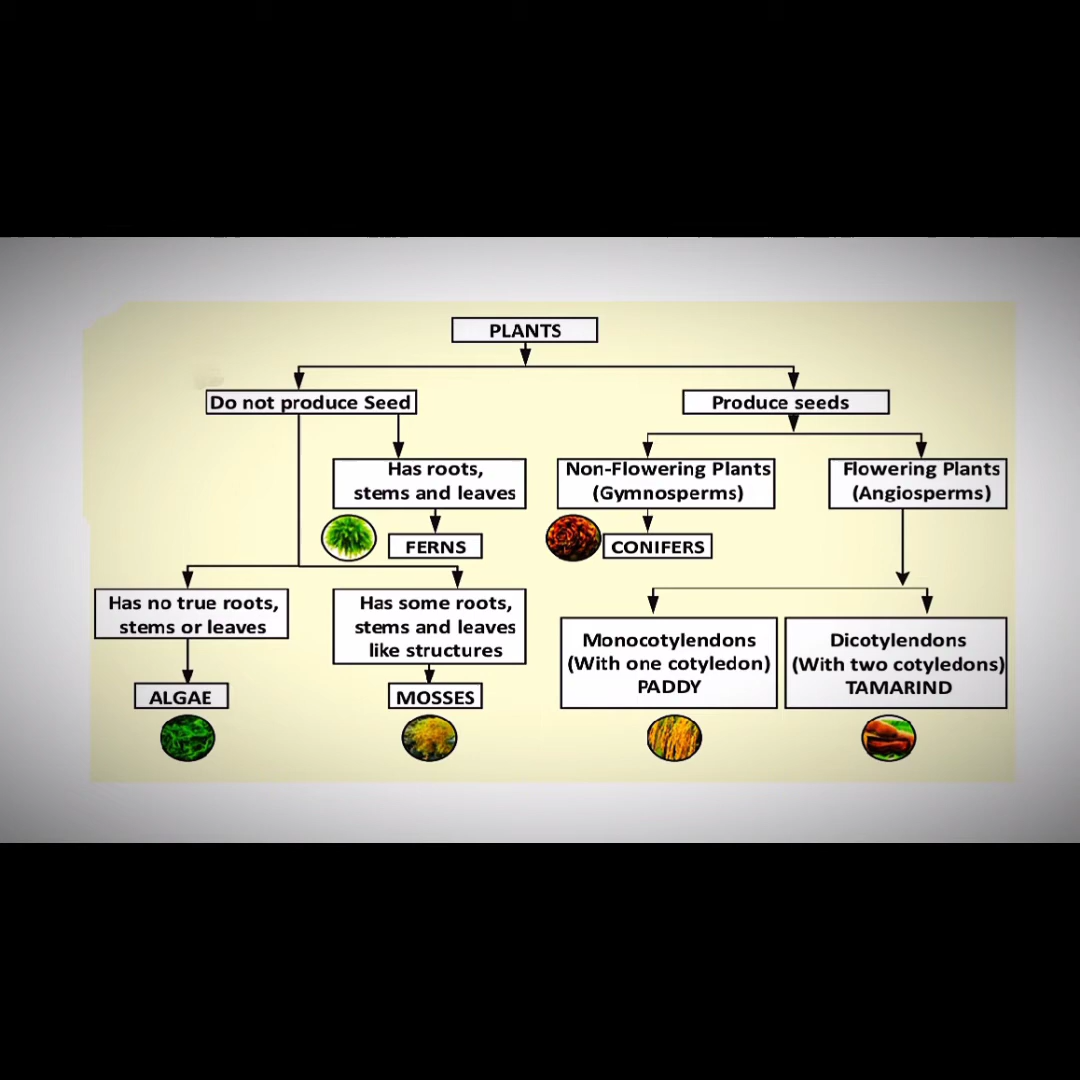 PLANTS
Do not produce Seed
Produce seeds
Has roots,
stems and leaves
Non-Flowering Plants
(Gymnosperms)
Flowering Plants
(Angiosperms)
FERNS
CONIFERS
Has no true roots,
stems or leaves
Has some roots,
stems and leaves
like structures
Monocotylendons
(With one cotyledon)
PADDY
Dicotylendons
(With two cotyledons)
TAMARIND
ALGAE
MOSSES